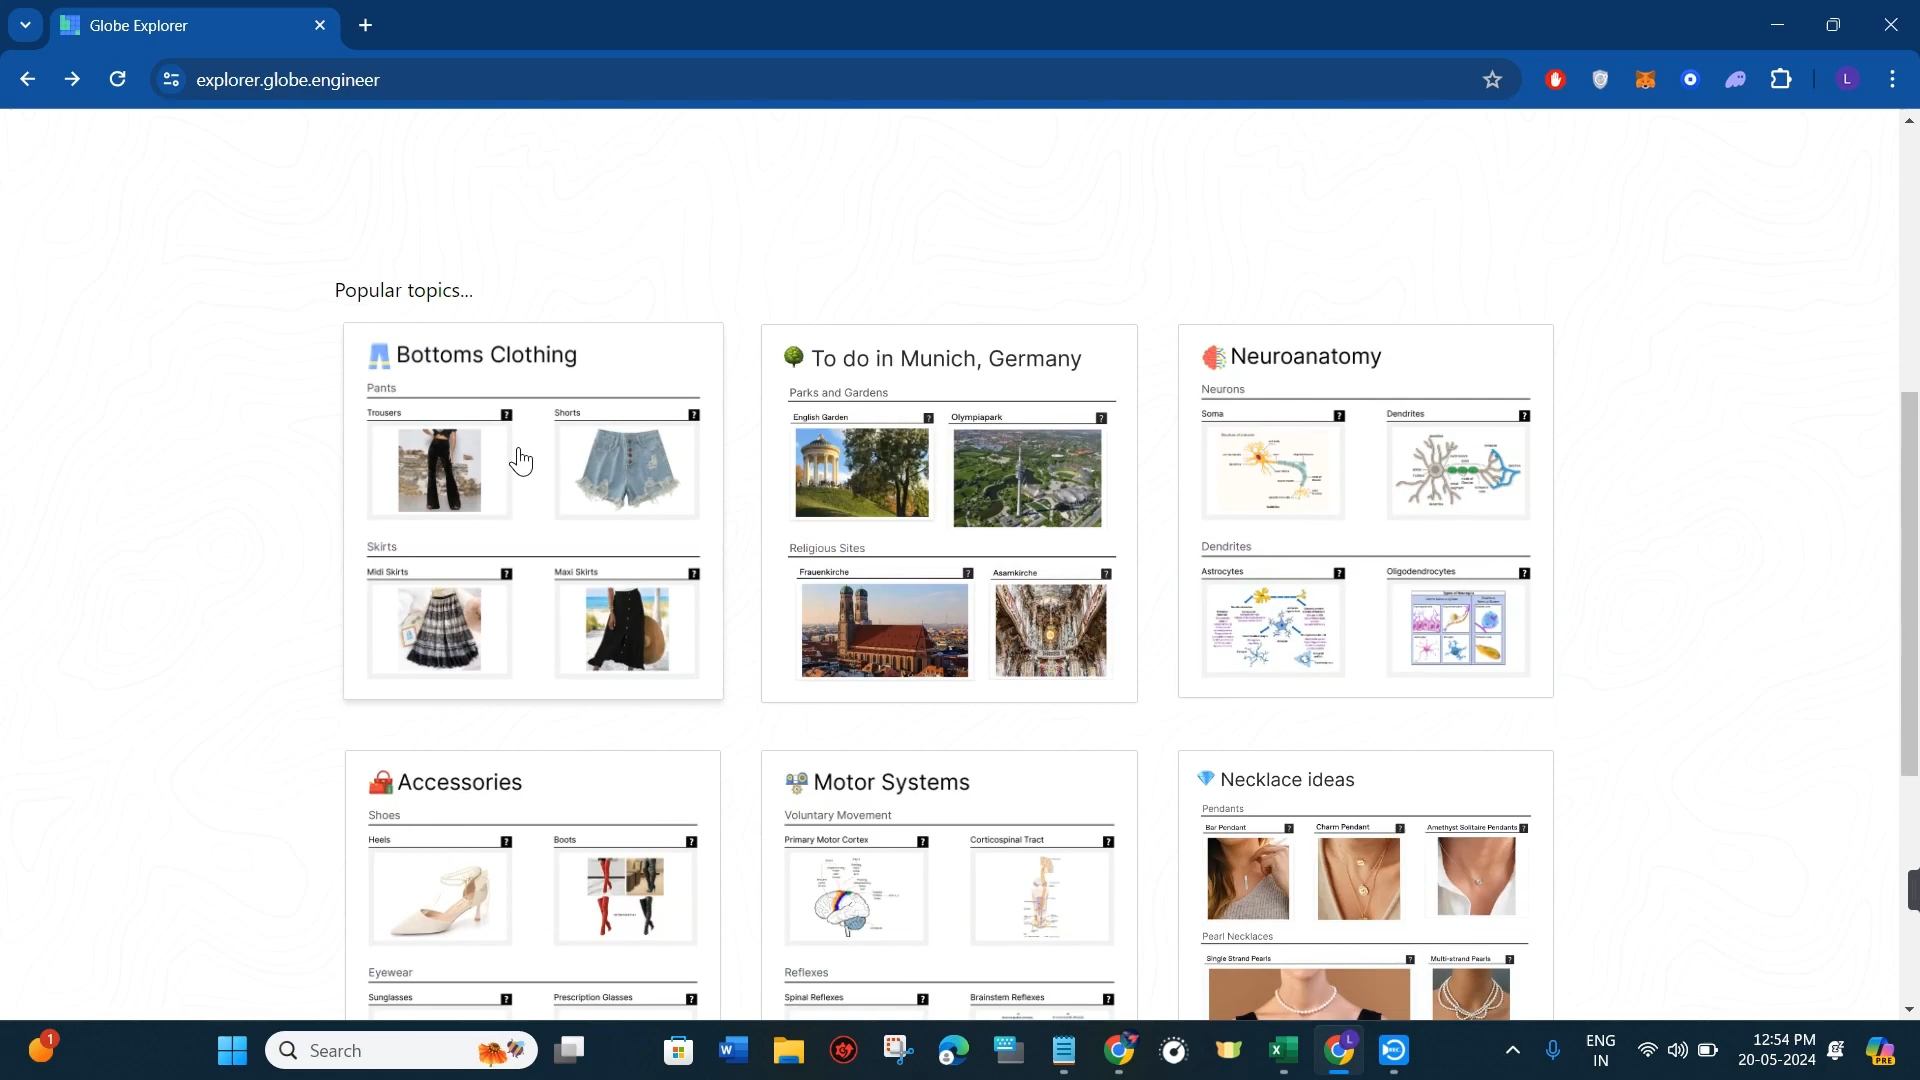 Globe Explorer
explorer.globe.engineer
L
Popular topics...
Bottoms Clothing
Pants
Trousers ?
Shorts ?
Skirts
Midi Skirts ?
Maxi Skirts ?
To do in Munich, Germany
Parks and Gardens
English Garden ?
Olympiapark ?
Religious Sites
Frauenkirche ?
Asamkirche ?
Neuroanatomy
Neurons
Soma ?
Dendrites ?
Dendrites
Astrocytes ?
Oligodendrocytes ?
Accessories
Shoes
Heels ?
Boots ?
Eyewear
Sunglasses ?
Prescription Glasses ?
Motor Systems
Voluntary Movement
Primary Motor Cortex ?
Corticospinal Tract ?
Reflexes
Spinal Reflexes ?
Brainstem Reflexes ?
Necklace ideas
Pendants
Bar Pendant ?
Charm Pendant ?
Amethyst Solitaire Pendants ?
Pearl Necklaces
Single Strand Pearls ?
Multi-strand Pearls ?
1
Search
L
ENG
IN
12:54 PM
20-05-2024
PRE